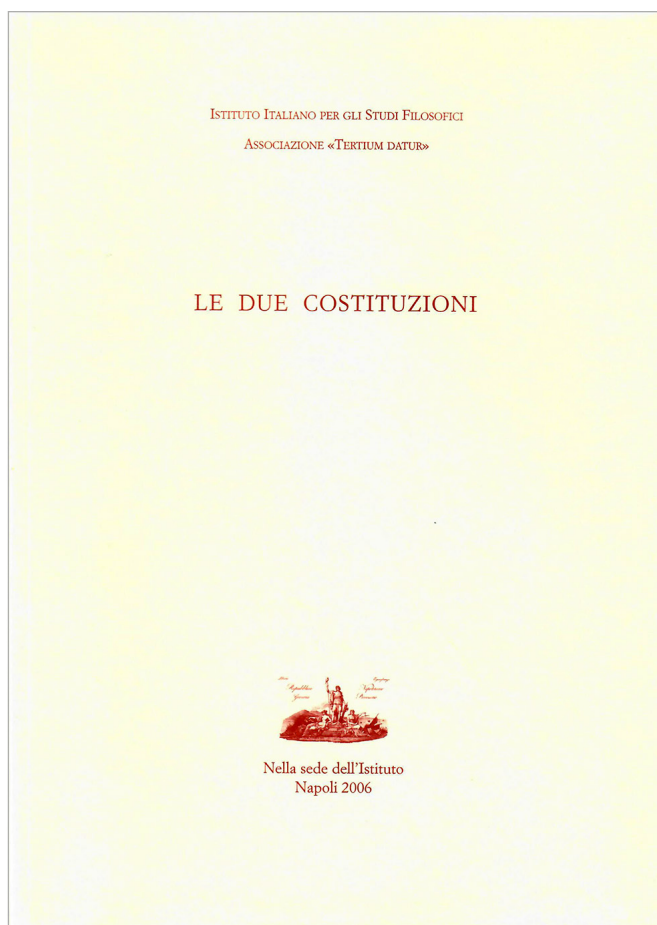 ISTITUTO ITALIANO PER GLI STUDI FILOSOFICI
ASSOCIAZIONE «TERTIUM DATUR»
LE DUE COSTITUZIONI
Nella sede dell'Istituto
Napoli 2006